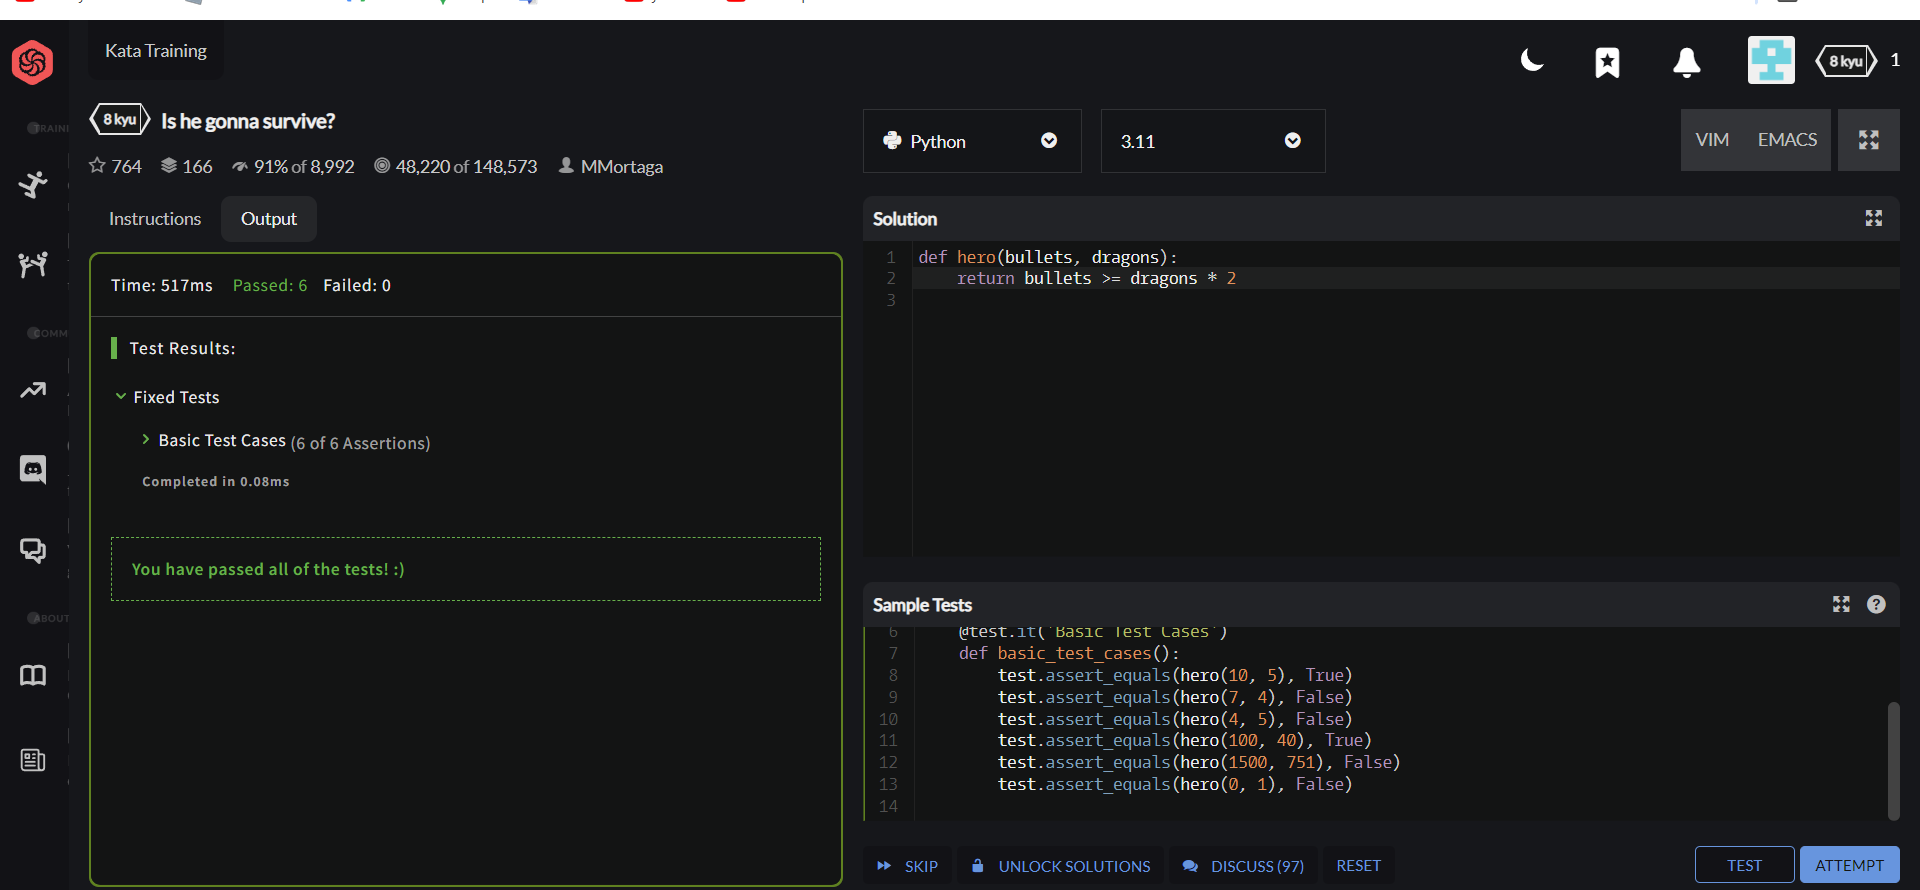 Kata Training
8 kyu 1
8 kyu Is he gonna survive?
764 166 91% of 8,992 48,220 of 148,573 MMortaga
Python 3.11 VIM EMACS
Instructions Output
Time: 517ms Passed: 6 Failed: 0
Test Results:
Fixed Tests
Basic Test Cases (6 of 6 Assertions)
Completed in 0.08ms
You have passed all of the tests! :)
Solution
1 def hero(bullets, dragons):
2 return bullets >= dragons * 2
3
Sample Tests
6 @test.it('Basic Test Cases')
7 def basic_test_cases():
8 test.assert_equals(hero(10, 5), True)
9 test.assert_equals(hero(7, 4), False)
10 test.assert_equals(hero(4, 5), False)
11 test.assert_equals(hero(100, 40), True)
12 test.assert_equals(hero(1500, 751), False)
13 test.assert_equals(hero(0, 1), False)
14
SKIP UNLOCK SOLUTIONS DISCUSS (97) RESET TEST ATTEMPT
TRAINI
COMM
ABOUT